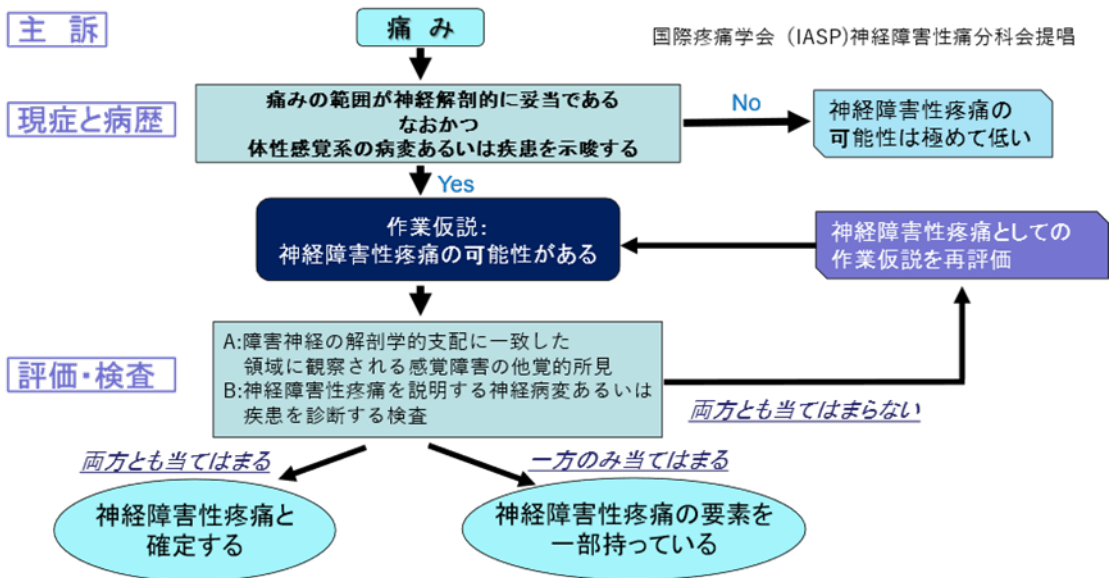 主 訴
痛 み
国際疼痛学会（IASP)神経障害性痛分科会提唱
現症と病歴
痛みの範囲が神経解剖的に妥当である
なおかつ
体性感覚系の病変あるいは疾患を示唆する
No
神経障害性疼痛の
可能性は極めて低い
Yes
作業仮説：
神経障害性疼痛の可能性がある
神経障害性疼痛としての
作業仮説を再評価
評価・検査
A:障害神経の解剖学的支配に一致した
領域に観察される感覚障害の他覚的所見
B:神経障害性疼痛を説明する神経病変あるいは
疾患を診断する検査
両方とも当てはまらない
両方とも当てはまる
一方のみ当てはまる
神経障害性疼痛と
確定する
神経障害性疼痛の要素を
一部持っている